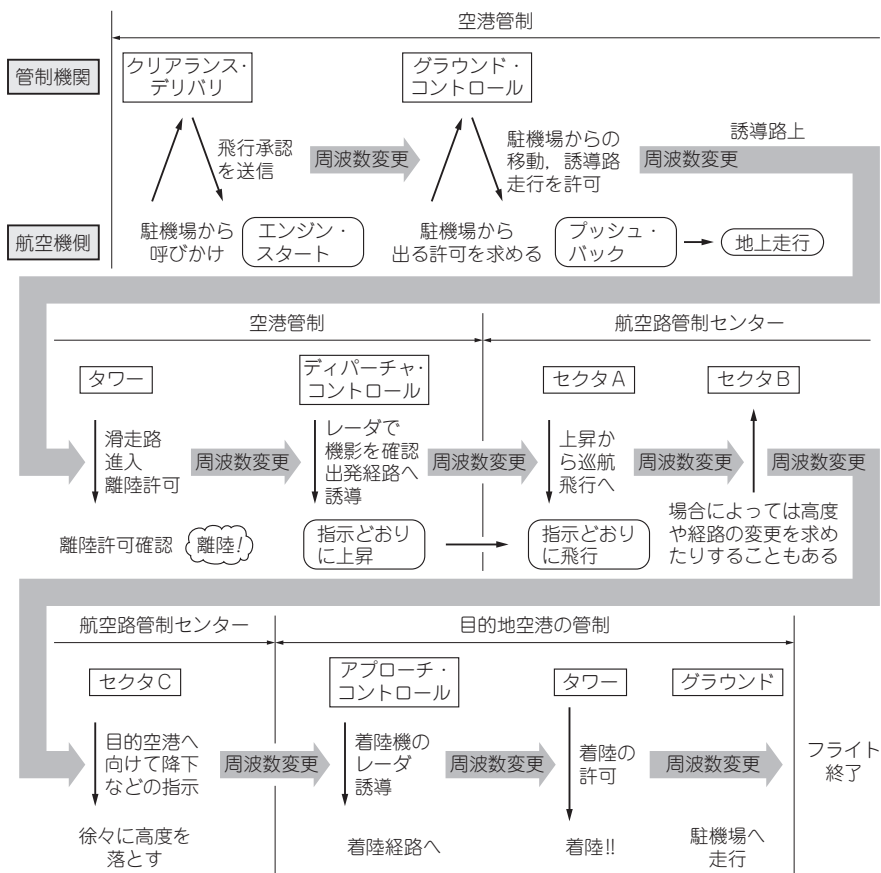 空港管制
管制機関
クリアランス・
デリバリ
グラウンド・
コントロール
飛行承認
を送信
周波数変更
駐機場からの
移動，誘導路
走行を許可
周波数変更
誘導路上
航空機側
駐機場から
呼びかけ
エンジン・
スタート
駐機場から
出る許可を求める
プッシュ・
バック
地上走行
空港管制
航空路管制センター
タワー
ディパーチャ・
コントロール
セクタA
セクタB
滑走路
進入
離陸許可
周波数変更
レーダで
機影を確認
出発経路へ
誘導
周波数変更
上昇か
ら巡航
飛行へ
周波数変更
周波数変更
離陸許可確認
離陸!
指示どおり
に上昇
指示どおり
に飛行
場合によっては高度
や経路の変更を求め
たりすることもある
航空路管制センター
目的地空港の管制
セクタC
アプローチ・
コントロール
タワー
グラウンド
目的空港へ
向けて降下
などの指示
周波数変更
着陸機の
レーダ
誘導
周波数変更
着陸の
許可
周波数変更
フライト
終了
徐々に高度を
落とす
着陸経路へ
着陸!!
駐機場へ
走行